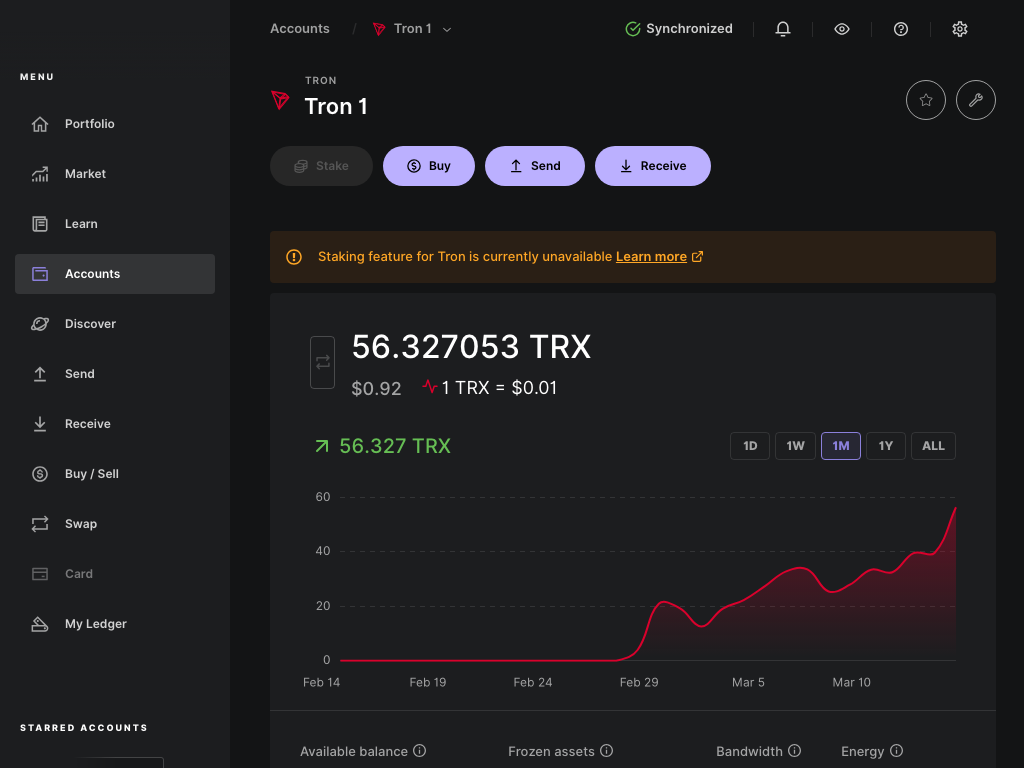 Accounts / Tron 1
Synchronized
MENU
Portfolio
Market
Learn
Accounts
Discover
Send
Receive
Buy / Sell
Swap
Card
My Ledger
STARRED ACCOUNTS
TRON
Tron 1
Stake
Buy
Send
Receive
Staking feature for Tron is currently unavailable Learn more
56.327053 TRX
$0.92 1 TRX = $0.01
56.327 TRX
1D 1W 1M 1Y ALL
60
40
20
0
Feb 14 Feb 19 Feb 24 Feb 29 Mar 5 Mar 10
Available balance Frozen assets Bandwidth Energy